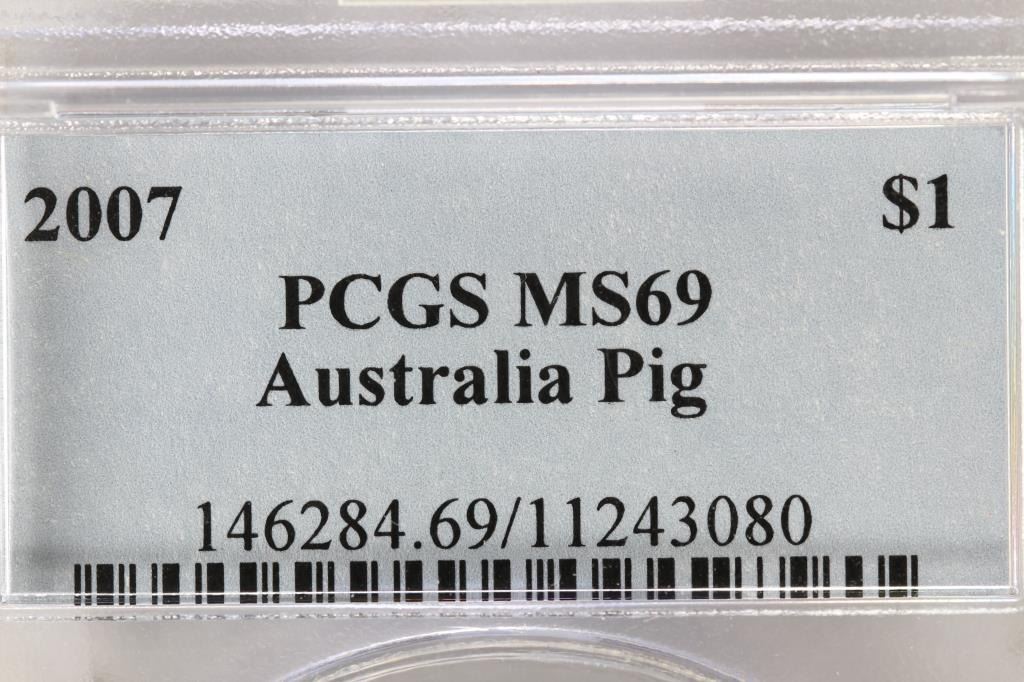 2007 $1
PCGS MS69
Australia Pig
146284.69/11243080